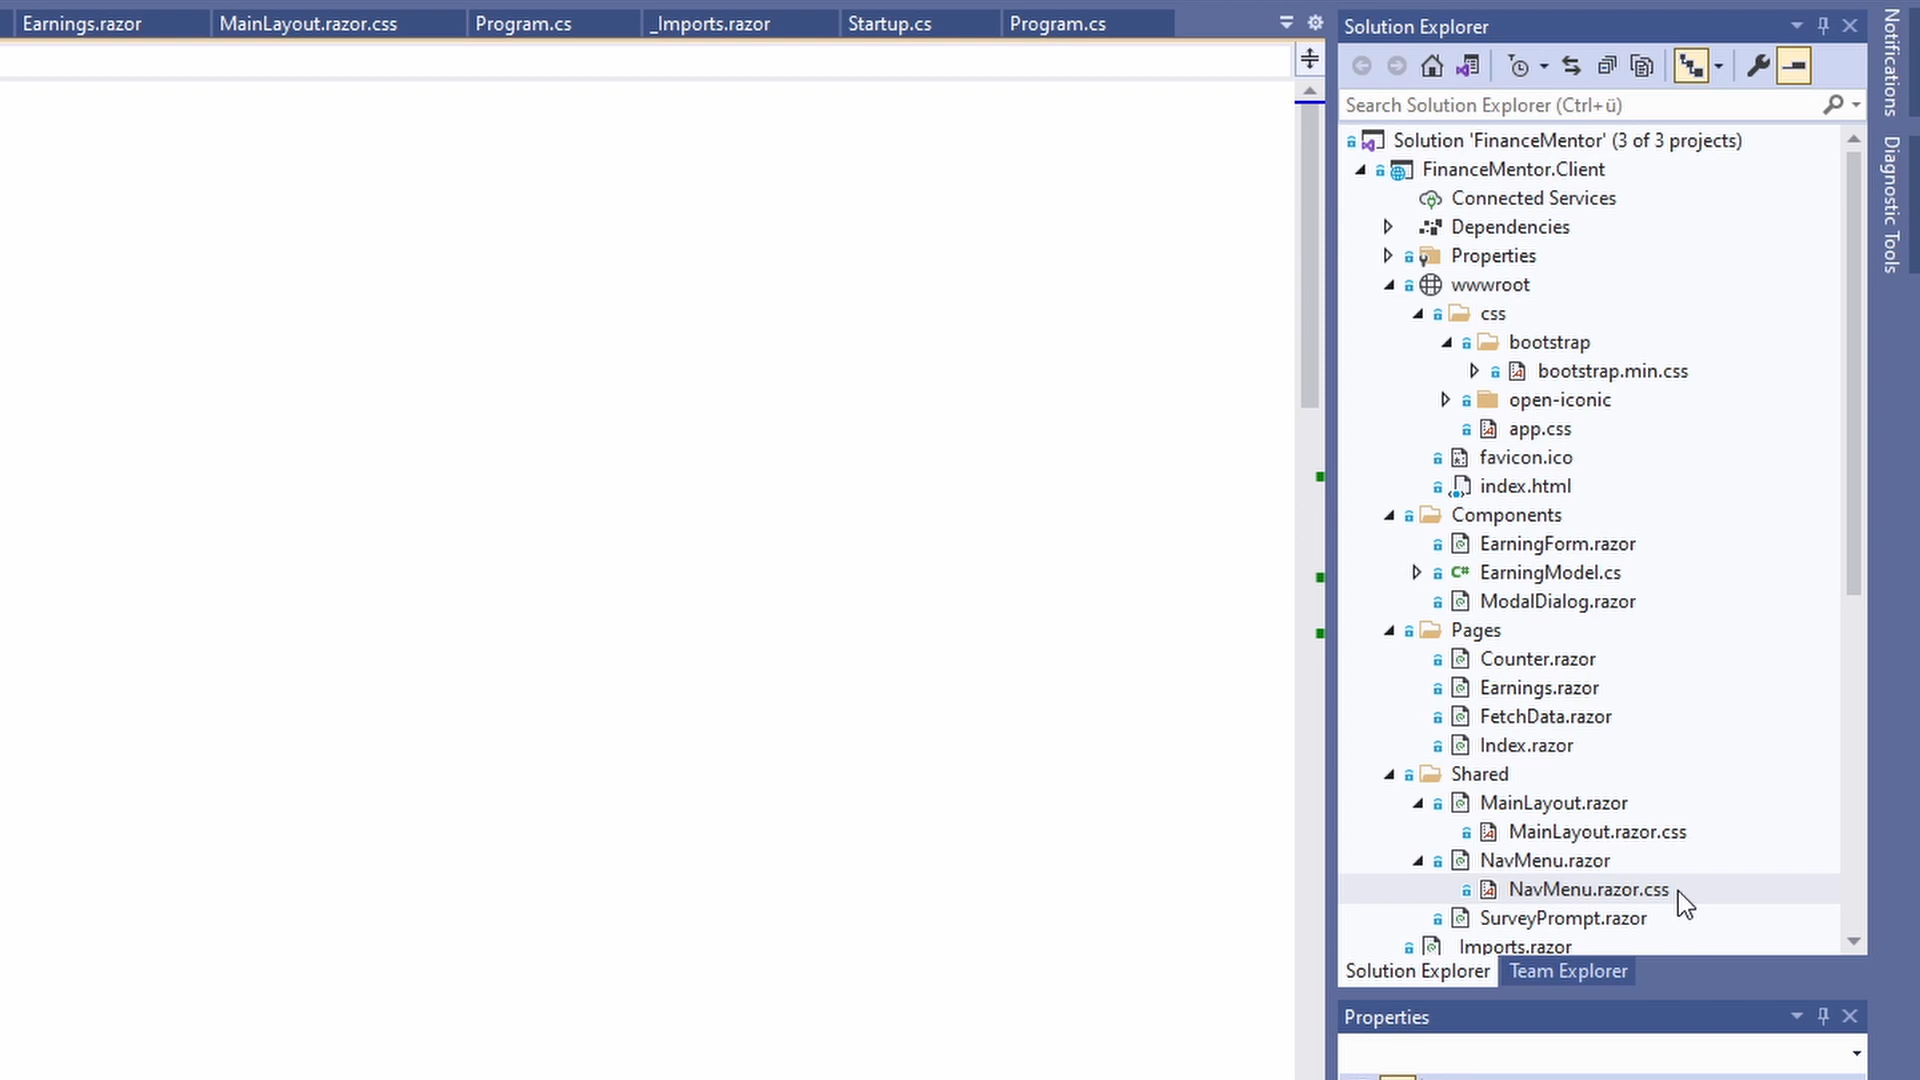 Earnings.razor
MainLayout.razor.css
Program.cs
_Imports.razor
Startup.cs
Program.cs
Solution Explorer
Search Solution Explorer (Ctrl+ü)
Solution 'FinanceMentor' (3 of 3 projects)
FinanceMentor.Client
Connected Services
Dependencies
Properties
wwwroot
css
bootstrap
bootstrap.min.css
open-iconic
app.css
favicon.ico
index.html
Components
EarningForm.razor
C# EarningModel.cs
ModalDialog.razor
Pages
Counter.razor
Earnings.razor
FetchData.razor
Index.razor
Shared
MainLayout.razor
MainLayout.razor.css
NavMenu.razor
NavMenu.razor.css
SurveyPrompt.razor
_Imports.razor
Solution Explorer
Team Explorer
Properties
Notifications
Diagnostic Tools